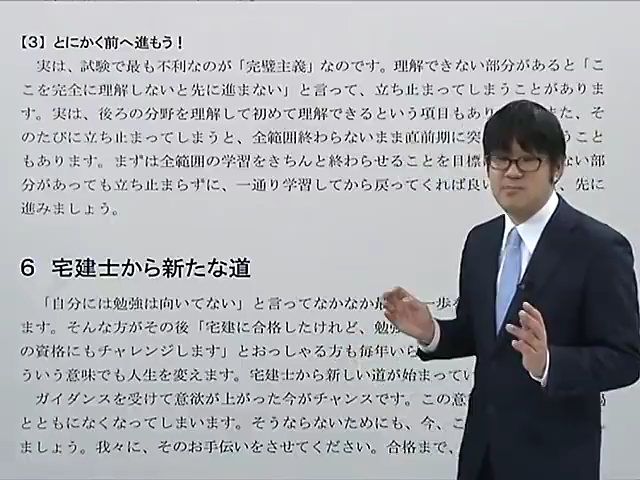 【3】とにかく前へ進もう！
実は、試験で最も不利なのが「完璧主義」なのです。理解できない部分があると「こ
こを完全に理解しないと先に進まない」と言って、立ち止まってしまうことがありま
す。実は、後ろの分野を理解して初めて理解できるという項目もあり また、そ
のたびに立ち止まってしまうと、全範囲終わらないまま直前期に突 うこと
もあります。まずは全範囲の学習をきちんと終わらせることを目標 ない部
分があっても立ち止まらずに、一通り学習してから戻ってくれば良い 、先に
進みましょう。
6 宅建士から新たな道
「自分には勉強は向いてない」と言ってなかなか 一歩
ます。そんな方がその後「宅建に合格したけれど、勉強
の資格にもチャレンジします」とおっしゃる方も毎年いら
ういう意味でも人生を変えます。宅建士から新しい道が始まってい
ガイダンスを受けて意欲が上がった今がチャンスです。この意
とともになくなってしまいます。そうならないためにも、今、こ
ましょう。我々に、そのお手伝いをさせてください。合格まで、